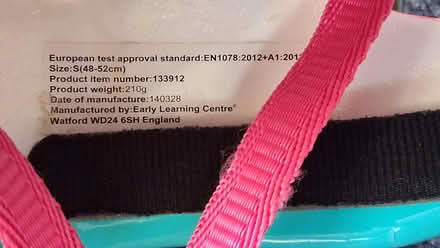 European test approval standard:EN1078:2012+A1:201
Size:S(48-52cm)
Product item number:133912
Product weight:210g
Date of manufacture:140328
Manufactured by:Early Learning Centre®
Watford WD24 6SH England